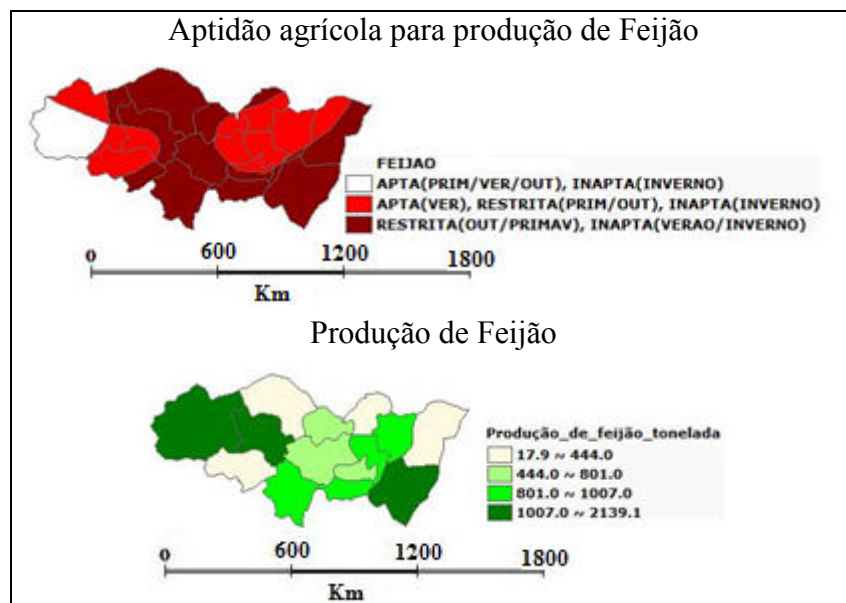 Aptidão agrícola para produção de Feijão
FEIJAO
APTA(PRIM/VER/OUT), INAPTA(INVERNO)
APTA(VER), RESTRITA(PRIM/OUT), INAPTA(INVERNO)
RESTRITA(OUT/PRIMAV), INAPTA(VERAO/INVERNO)
0 600 1200 1800
Km
Produção de Feijão
Produção_de_feijão_tonelada
17.9 ~ 444.0
444.0 ~ 801.0
801.0 ~ 1007.0
1007.0 ~ 2139.1
0 600 1200 1800
Km